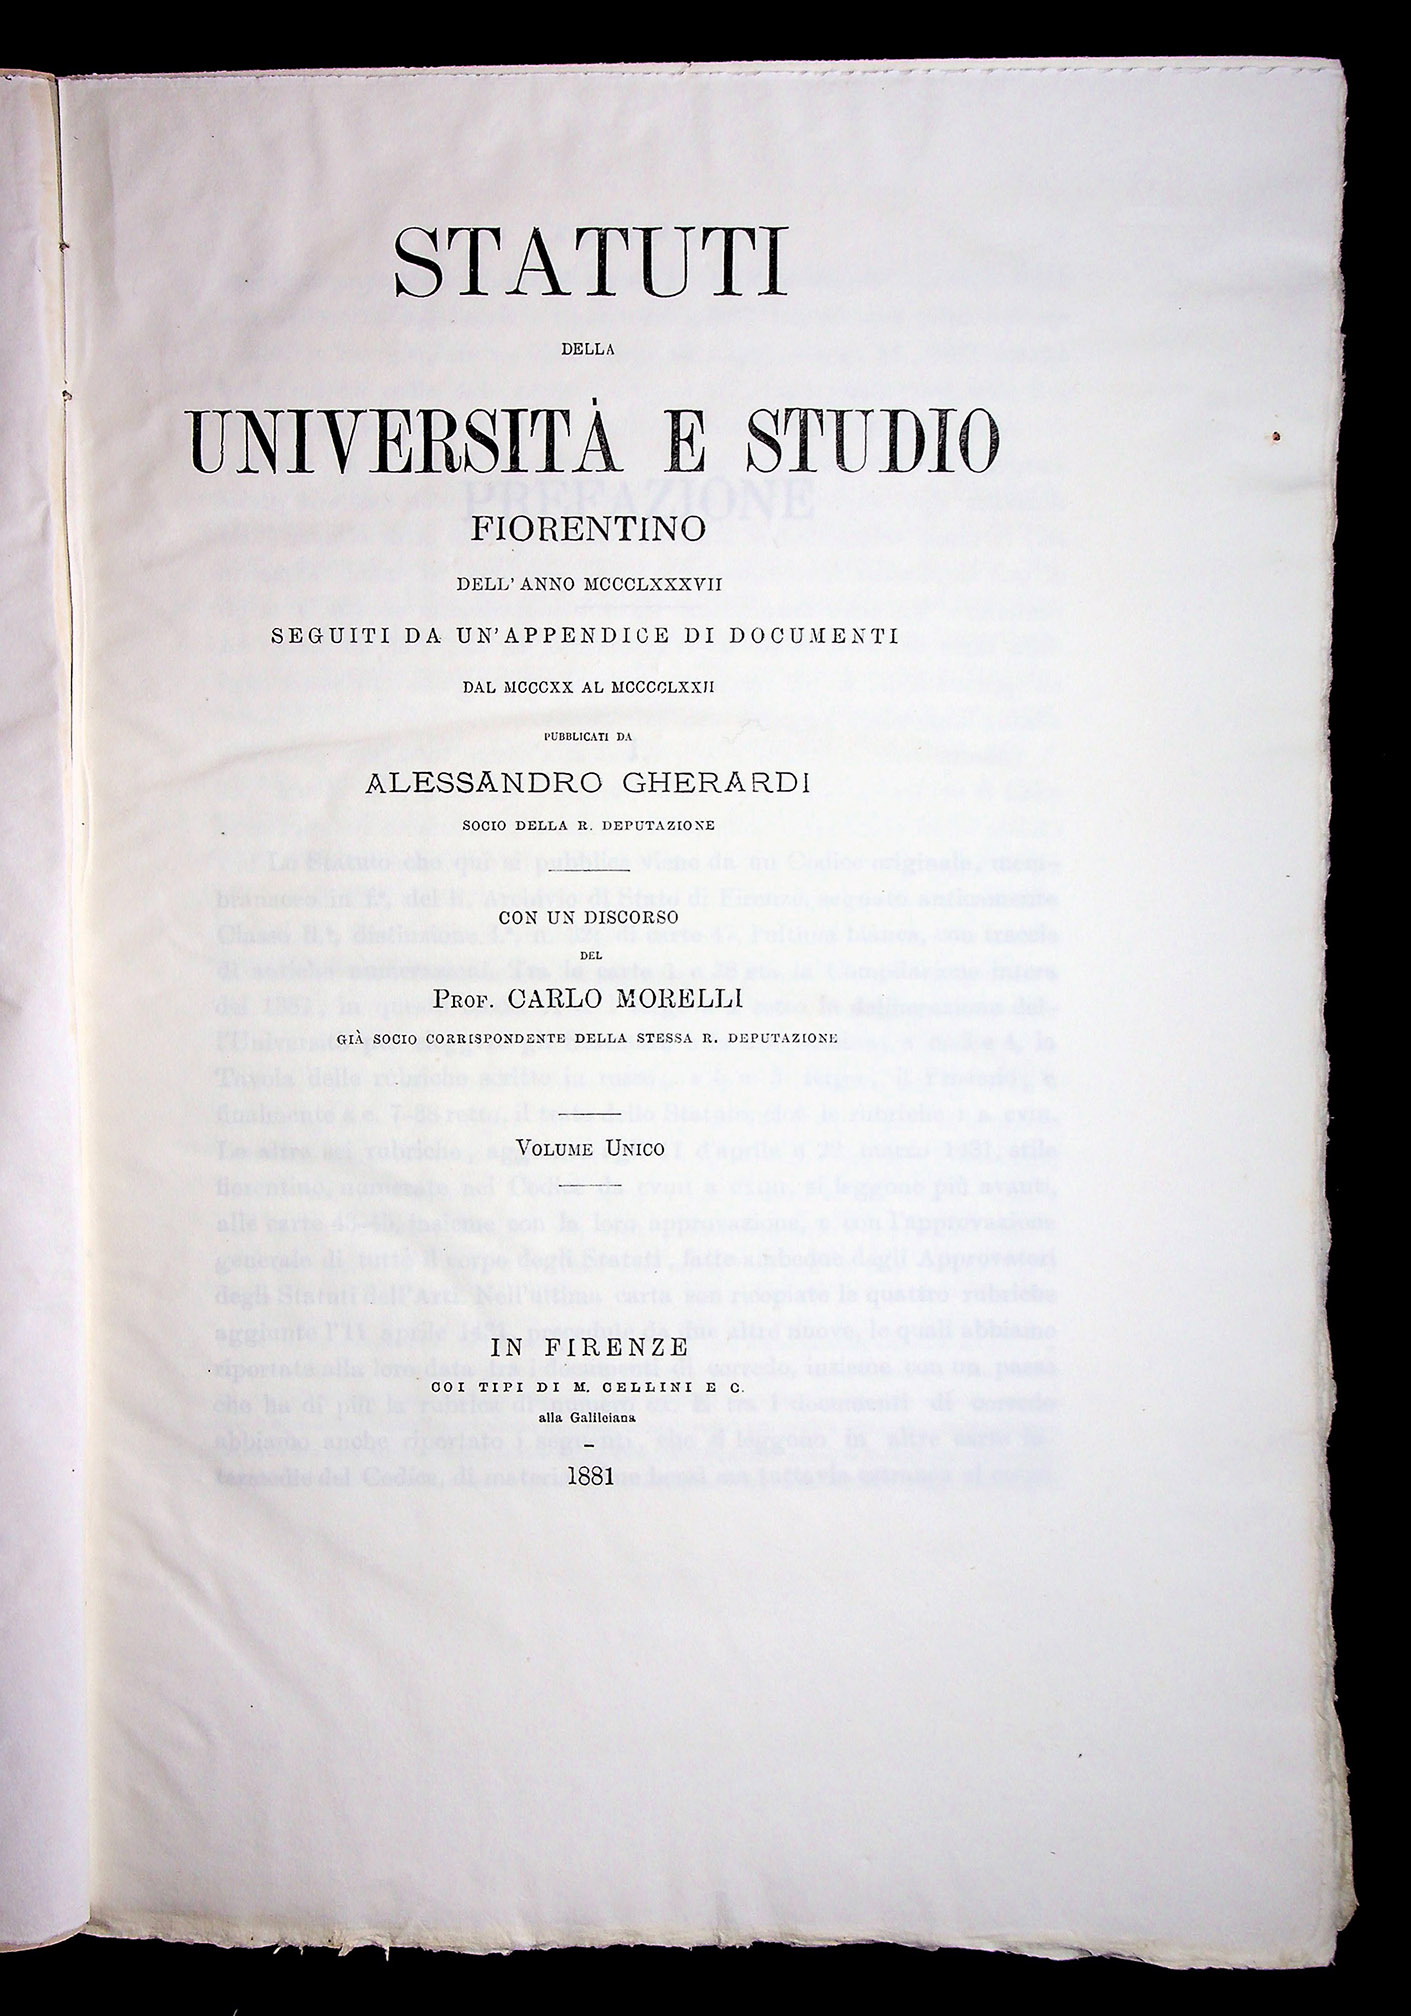 STATUTI
DELLA
UNIVERSITÀ E STUDIO
FIORENTINO
DELL' ANNO MCCCLXXXVII
SEGUITI DA UN'APPENDICE DI DOCUMENTI
DAL MCCCXX AL MCCCCLXXII
PUBBLICATI DA
ALESSANDRO GHERARDI
SOCIO DELLA R. DEPUTAZIONE
CON UN DISCORSO
DEL
PROF. CARLO MORELLI
GIÀ SOCIO CORRISPONDENTE DELLA STESSA R. DEPUTAZIONE
VOLUME UNICO
IN FIRENZE
COI TIPI DI M. CELLINI E C.
alla Galileiana
1881